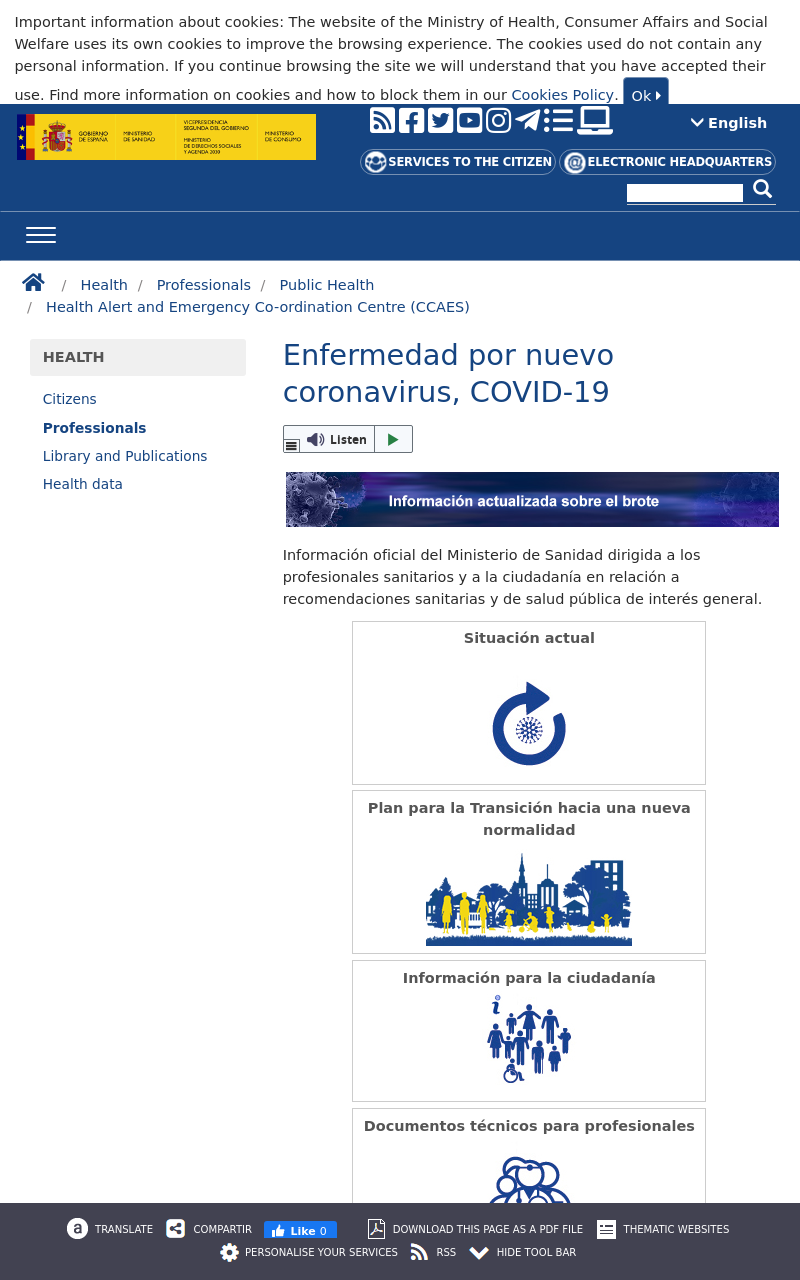 Important information about cookies: The website of the Ministry of Health, Consumer Affairs and Social
Welfare uses its own cookies to improve the browsing experience. The cookies used do not contain any
personal information. If you continue browsing the site we will understand that you have accepted their
use. Find more information on cookies and how to block them in our Cookies Policy. Ok
GOBIERNO DE ESPAÑA
MINISTERIO DE SANIDAD
VICEPRESIDENCIA SEGUNDA DEL GOBIERNO
MINISTERIO DE DERECHOS SOCIALES Y AGENDA 2030
MINISTERIO DE CONSUMO
English
SERVICES TO THE CITIZEN
ELECTRONIC HEADQUARTERS
/ Health / Professionals / Public Health
/ Health Alert and Emergency Co-ordination Centre (CCAES)
HEALTH
Citizens
Professionals
Library and Publications
Health data
Enfermedad por nuevo
coronavirus, COVID-19
Listen
Información actualizada sobre el brote
Información oficial del Ministerio de Sanidad dirigida a los
profesionales sanitarios y a la ciudadanía en relación a
recomendaciones sanitarias y de salud pública de interés general.
Situación actual
Plan para la Transición hacia una nueva
normalidad
Información para la ciudadanía
Documentos técnicos para profesionales
TRANSLATE COMPARTIR Like 0 DOWNLOAD THIS PAGE AS A PDF FILE THEMATIC WEBSITES
PERSONALISE YOUR SERVICES RSS HIDE TOOL BAR